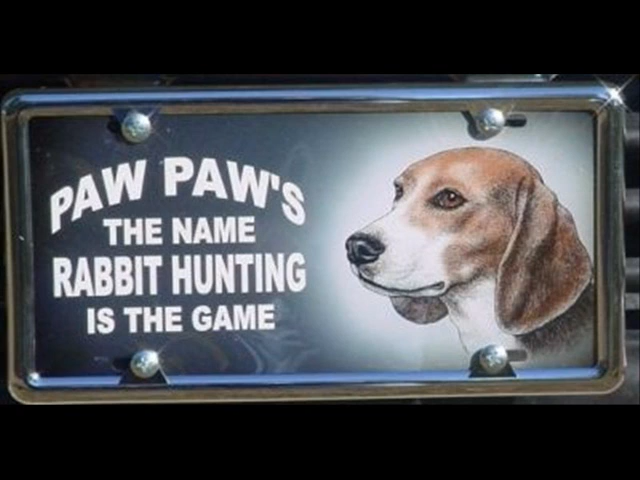 PAW PAW'S
THE NAME
RABBIT HUNTING
IS THE GAME